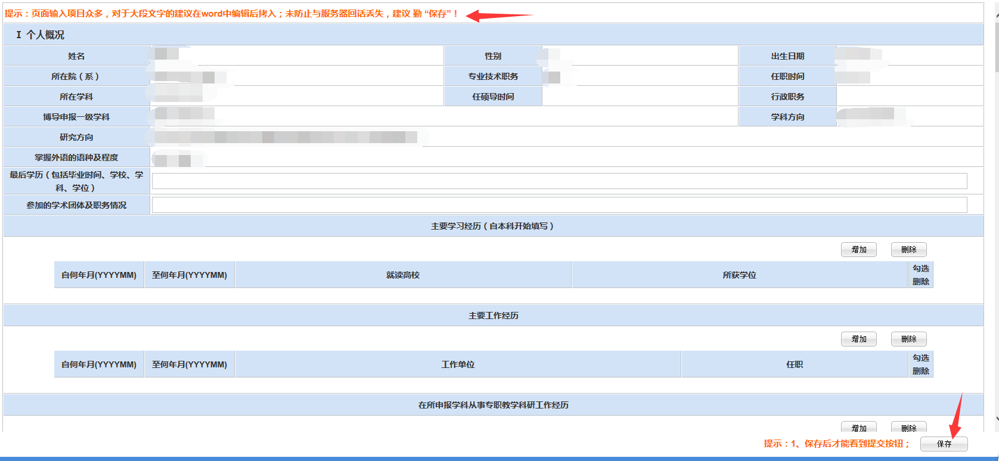 提示：页面输入项目众多，对于大段文字的建议在word中编辑后拷入；未防止与服务器回话丢失，建议 勤 “保存”！
I 个人概况
姓名 性别 出生日期
所在院（系） 专业技术职务 任职时间
所在学科 任硕导时间 行政职务
博导申报一级学科 学科方向
研究方向
掌握外语的语种及程度
最后学历（包括毕业时间、学校、学
科、学位）
参加的学术团体及职务情况
主要学习经历（自本科开始填写）
增加 删除
自何年月(YYYYMM) 至何年月(YYYYMM) 就读高校 所获学位 勾选
删除
主要工作经历
增加 删除
自何年月(YYYYMM) 至何年月(YYYYMM) 工作单位 任职 勾选
删除
在所申报学科从事专职教学科研工作经历
增加 删除
提示：1、保存后才能看到提交按钮； 保存